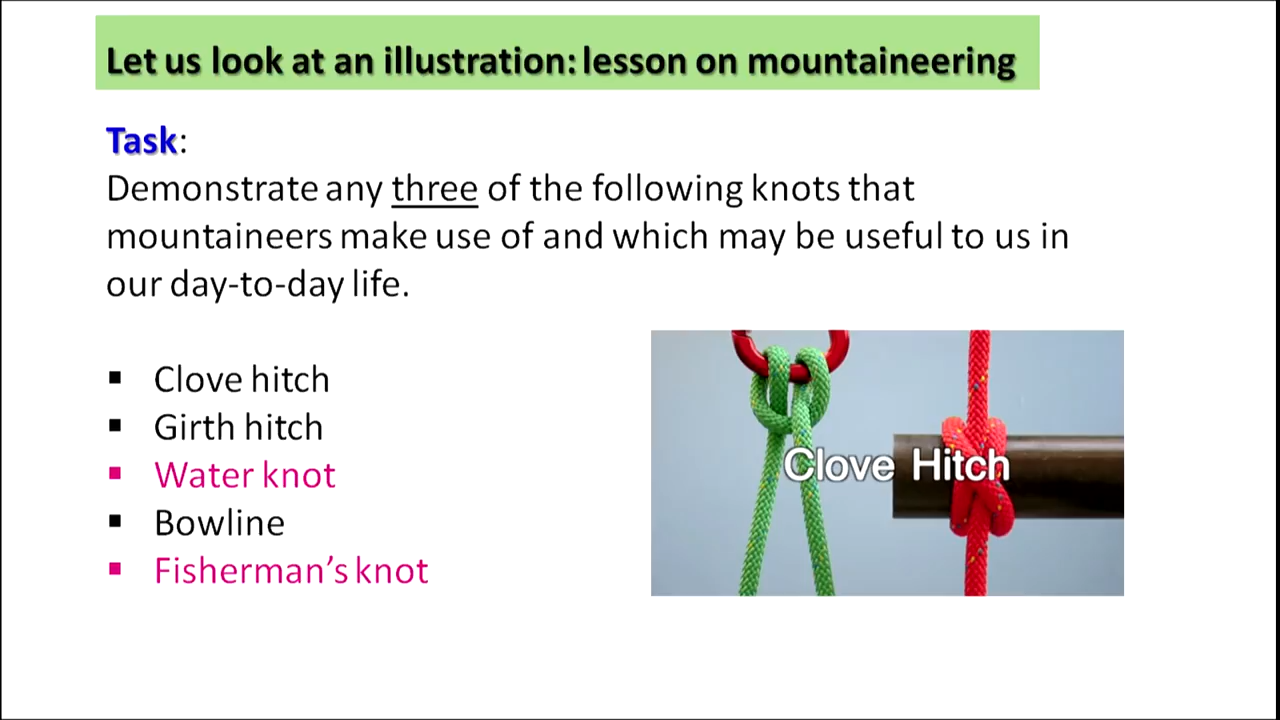 Let us look at an illustration: lesson on mountaineering
Task:
Demonstrate any three of the following knots that
mountaineers make use of and which may be useful to us in
our day-to-day life.
▪ Clove hitch
▪ Girth hitch
▪ Water knot
▪ Bowline
▪ Fisherman’s knot
Clove Hitch